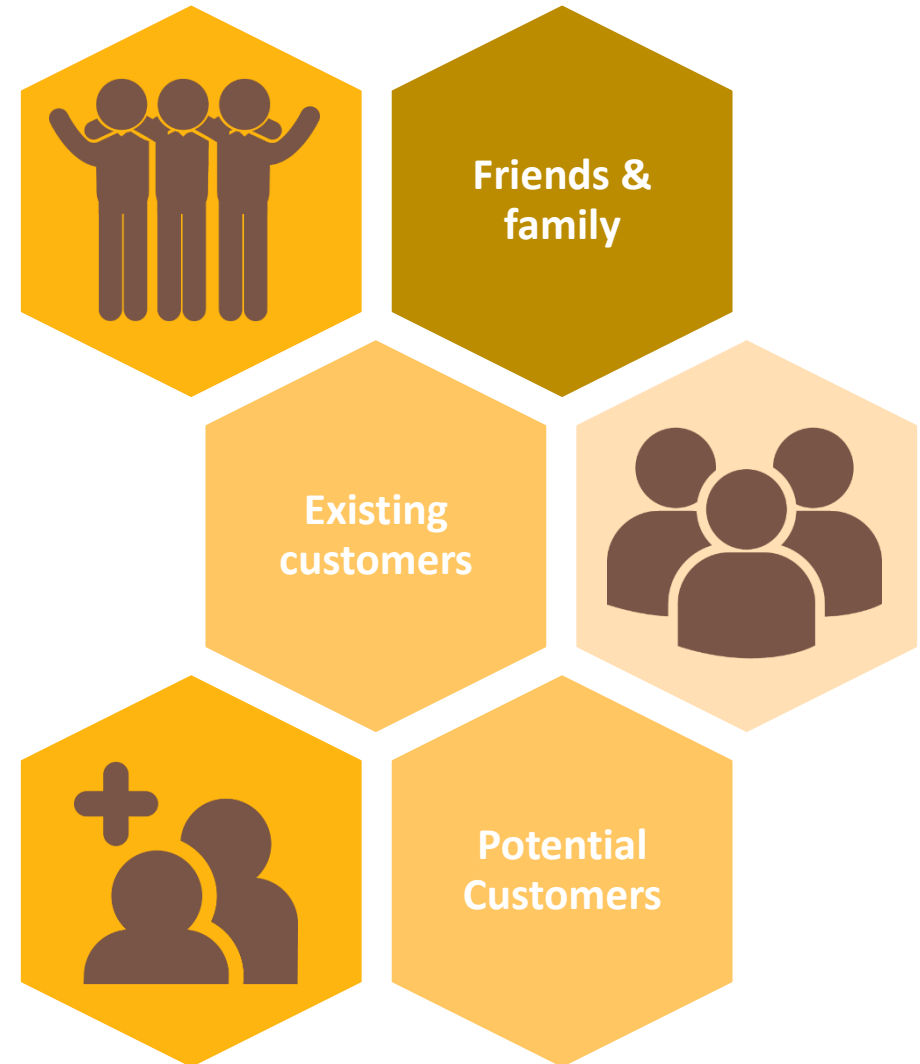 Friends &
family
Existing
customers
Potential
Customers